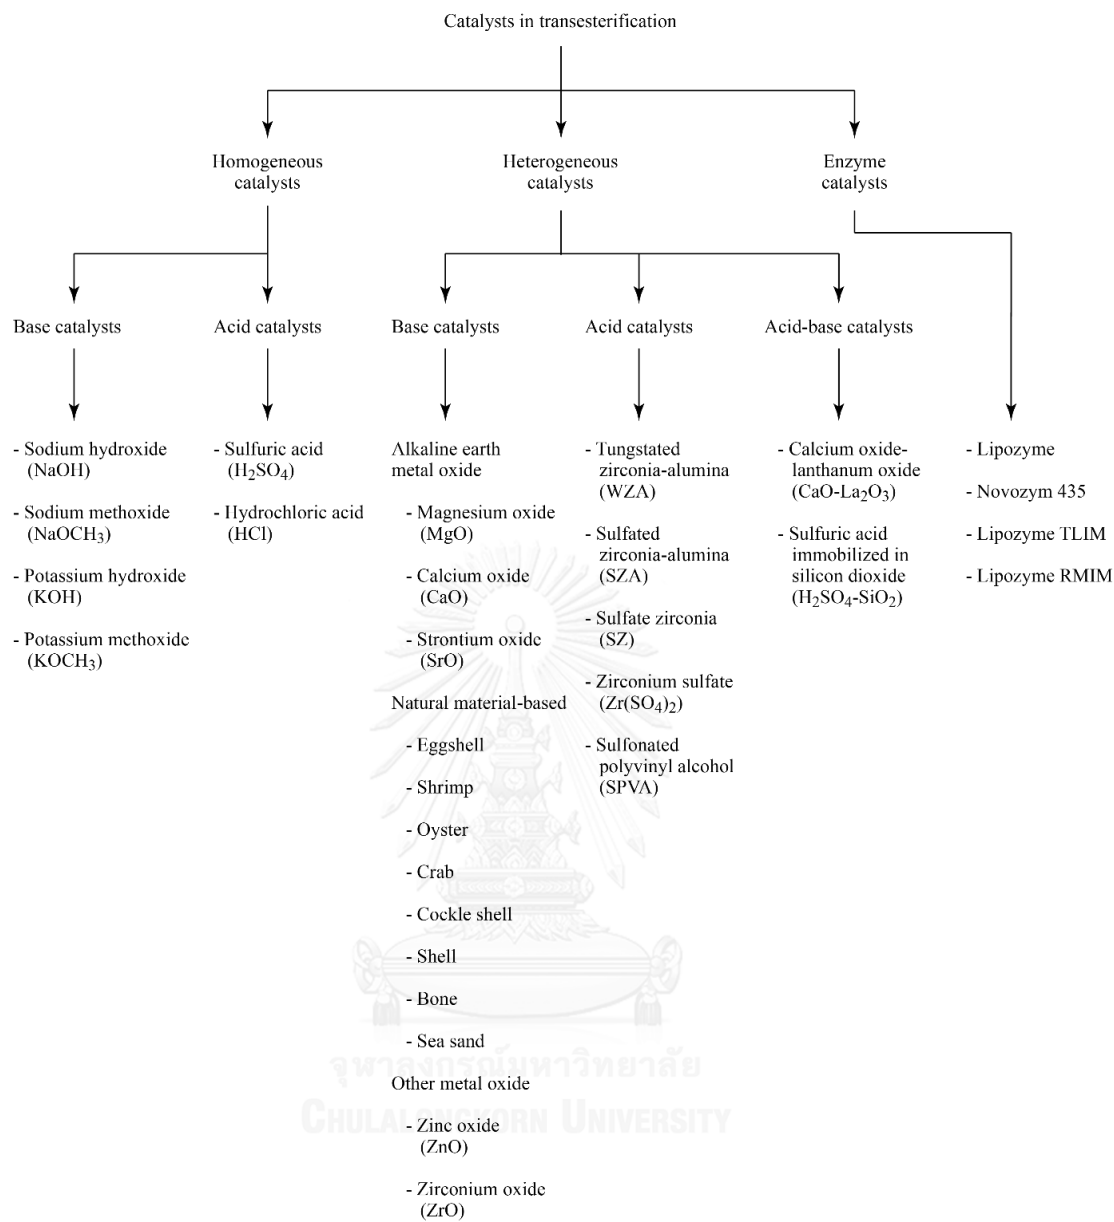 Catalysts in transesterification
Homogeneous
catalysts
Heterogeneous
catalysts
Enzyme
catalysts
Base catalysts
Acid catalysts
Base catalysts
Acid catalysts
Acid-base catalysts
- Sodium hydroxide
(NaOH)
- Sodium methoxide
(NaOCH3)
- Potassium hydroxide
(KOH)
- Potassium methoxide
(KOCH3)
- Sulfuric acid
(H2SO4)
- Hydrochloric acid
(HCl)
Alkaline earth
metal oxide
- Magnesium oxide
(MgO)
- Calcium oxide
(CaO)
- Strontium oxide
(SrO)
Natural material-based
- Eggshell
- Shrimp
- Oyster
- Crab
- Cockle shell
- Shell
- Bone
- Sea sand
Other metal oxide
- Zinc oxide
(ZnO)
- Zirconium oxide
(ZrO)
- Tungstated
zirconia-alumina
(WZA)
- Sulfated
zirconia-alumina
(SZA)
- Sulfate zirconia
(SZ)
- Zirconium sulfate
(Zr(SO4)2)
- Sulfonated
polyvinyl alcohol
(SPVA)
- Calcium oxide-
lanthanum oxide
(CaO-La2O3)
- Sulfuric acid
immobilized in
silicon dioxide
(H2SO4-SiO2)
- Lipozyme
- Novozym 435
- Lipozyme TLIM
- Lipozyme RMIM
จุฬาลงกรณ์มหาวิทยาลัย
CHULALONGKORN UNIVERSITY